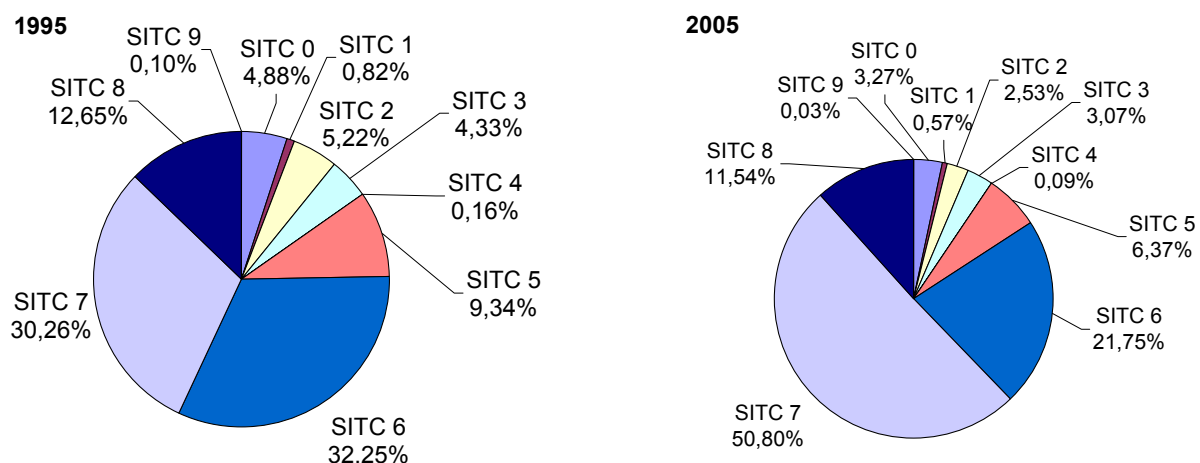 1995
SITC 9
0,10%
SITC 0
4,88%
SITC 1
0,82%
SITC 2
5,22%
SITC 3
4,33%
SITC 4
0,16%
SITC 5
9,34%
SITC 6
32,25%
SITC 7
30,26%
SITC 8
12,65%
2005
SITC 9
0,03%
SITC 0
3,27%
SITC 1
0,57%
SITC 2
2,53%
SITC 3
3,07%
SITC 4
0,09%
SITC 5
6,37%
SITC 6
21,75%
SITC 7
50,80%
SITC 8
11,54%